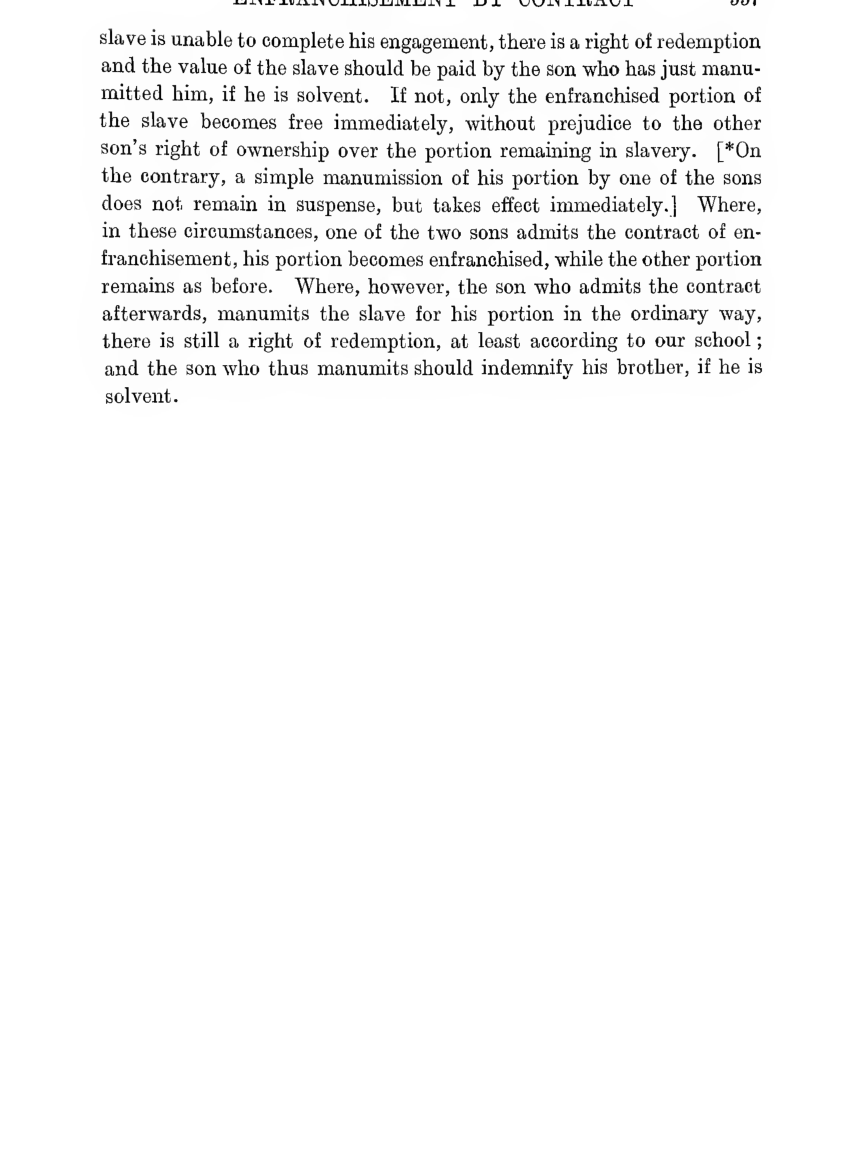 ENFRANCHISEMENT BY CONTRACT
slave is unable to complete his engagement, there is a right of redemption
and the value of the slave should be paid by the son who has just manu-
mitted him, if he is solvent. If not, only the enfranchised portion of
the slave becomes free immediately, without prejudice to the other
son's right of ownership over the portion remaining in slavery. [*On
the contrary, a simple manumission of his portion by one of the sons
does not remain in suspense, but takes effect immediately.] Where,
in these circumstances, one of the two sons admits the contract of en-
franchisement, his portion becomes enfranchised, while the other portion
remains as before. Where, however, the son who admits the contract
afterwards, manumits the slave for his portion in the ordinary way,
there is still a right of redemption, at least according to our school ;
and the son who thus manumits should indemnify his brother, if he is
solvent.